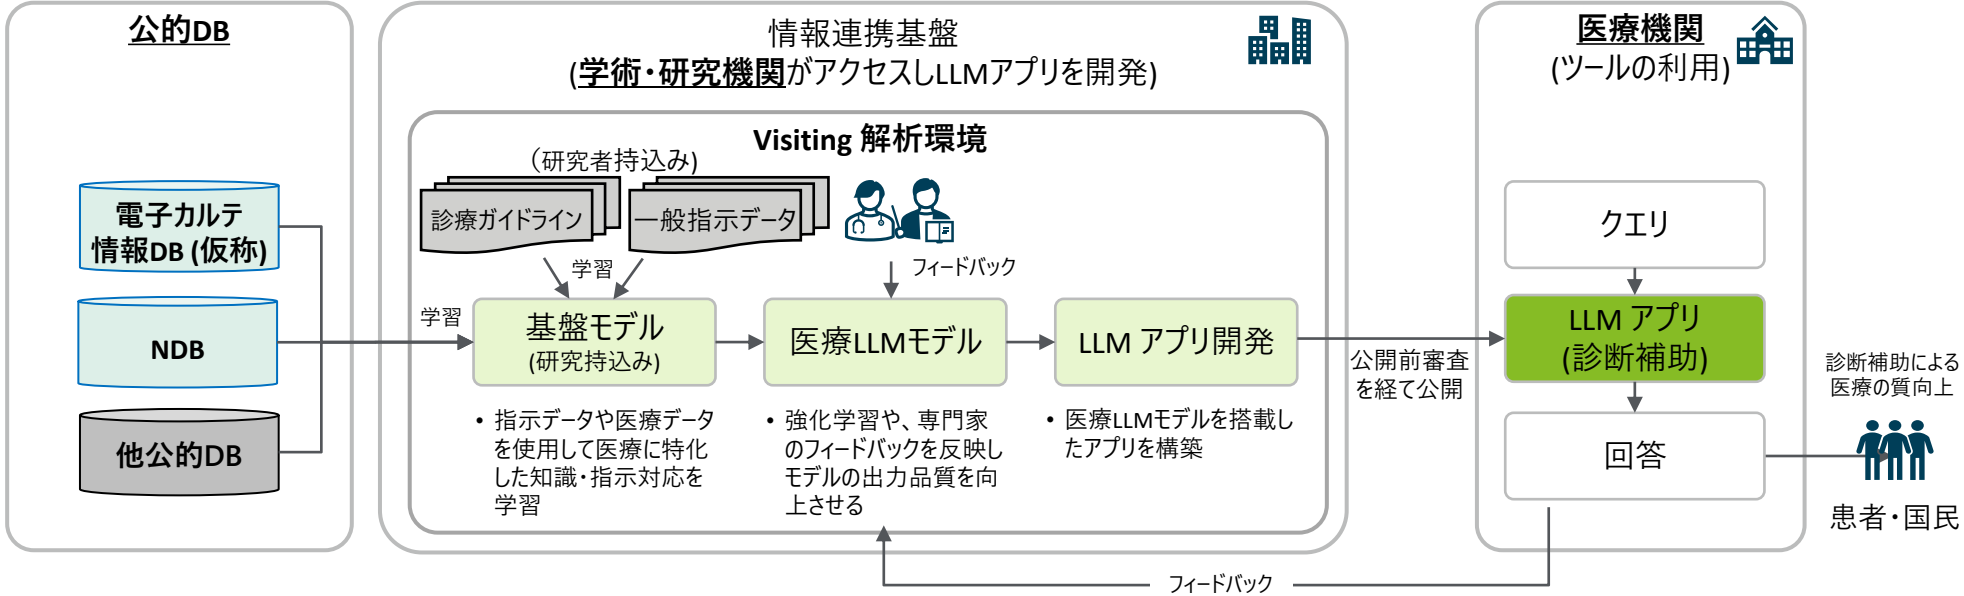 公的DB
電子カルテ
情報DB (仮称)
NDB
他公的DB
情報連携基盤
(学術・研究機関がアクセスしLLMアプリを開発)
Visiting 解析環境
(研究者持込み)
診療ガイドライン
一般指示データ
学習
フィードバック
学習
基盤モデル
(研究持込み)
医療LLMモデル
LLM アプリ開発
• 指示データや医療データ
を使用して医療に特化
した知識・指示対応を
学習
• 強化学習や、専門家
のフィードバックを反映し
モデルの出力品質を向
上させる
• 医療LLMモデルを搭載し
たアプリを構築
公開前審査
を経て公開
医療機関
(ツールの利用)
クエリ
LLM アプリ
(診断補助)
回答
診断補助による
医療の質向上
患者・国民
フィードバック